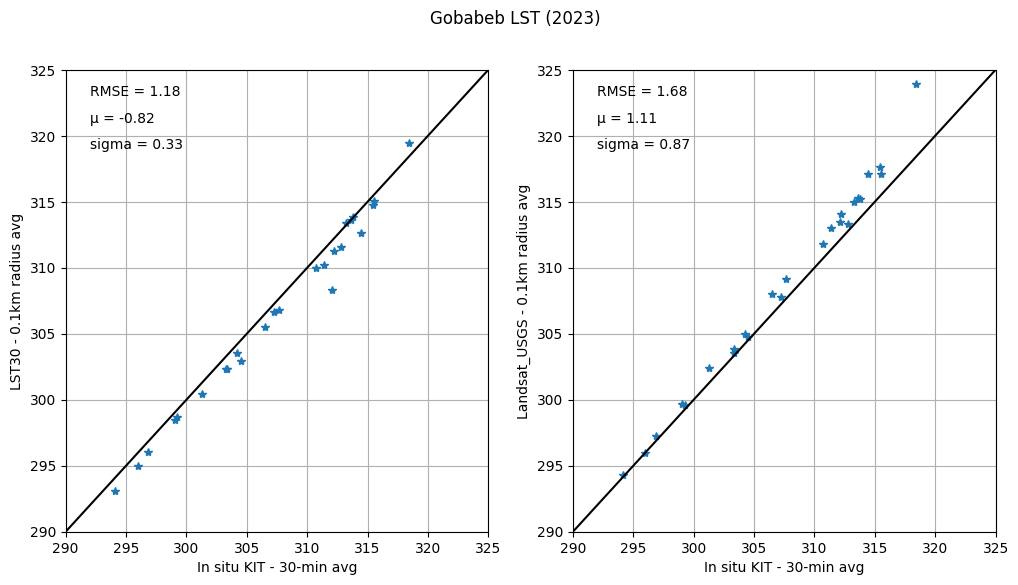 Gobabeb LST (2023)
RMSE = 1.18
μ = -0.82
sigma = 0.33
325
320
315
310
305
300
295
290
290 295 300 305 310 315 320 325
LST30 - 0.1km radius avg
In situ KIT - 30-min avg
RMSE = 1.68
μ = 1.11
sigma = 0.87
325
320
315
310
305
300
295
290
290 295 300 305 310 315 320 325
Landsat_USGS - 0.1km radius avg
In situ KIT - 30-min avg